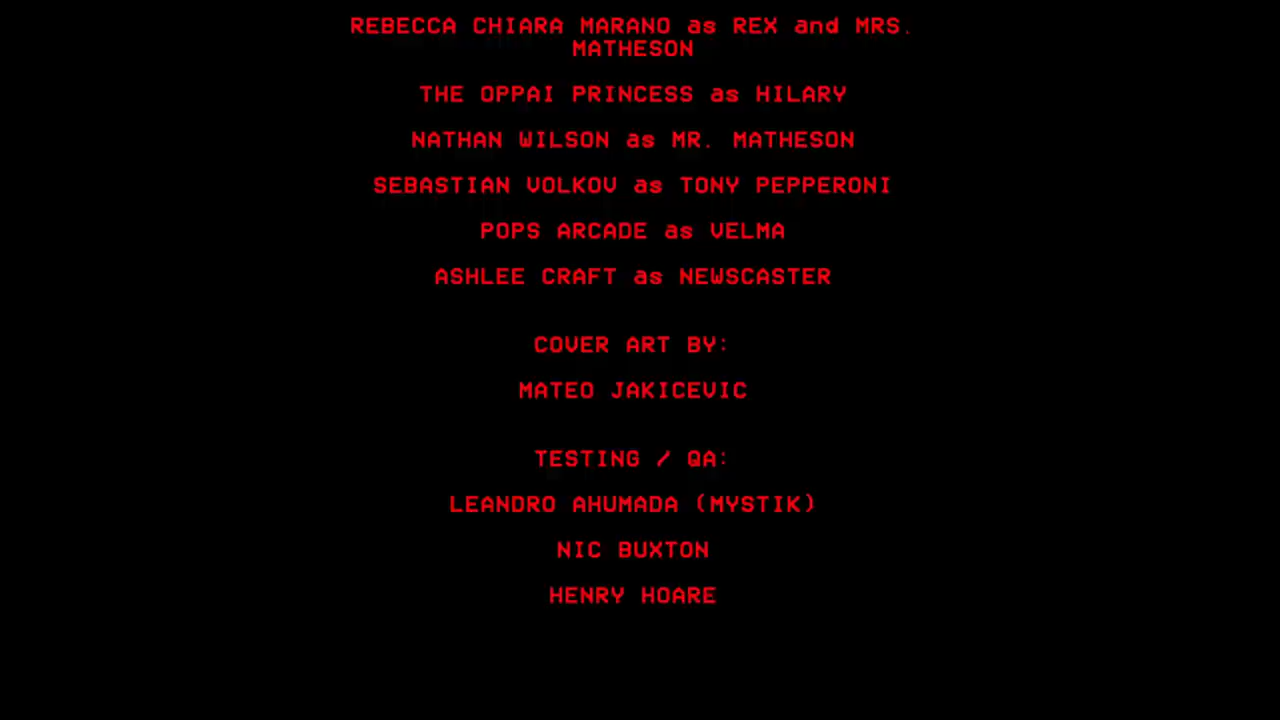 REBECCA CHIARA MARANO as REX and MRS.
MATHESON
THE OPPAI PRINCESS as HILARY
NATHAN WILSON as MR. MATHESON
SEBASTIAN VOLKOV as TONY PEPPERONI
POPS ARCADE as VELMA
ASHLEE CRAFT as NEWSCASTER
COVER ART BY:
MATEO JAKICEVIC
TESTING / QA:
LEANDRO AHUMADA (MYSTIK)
NIC BUXTON
HENRY HOARE